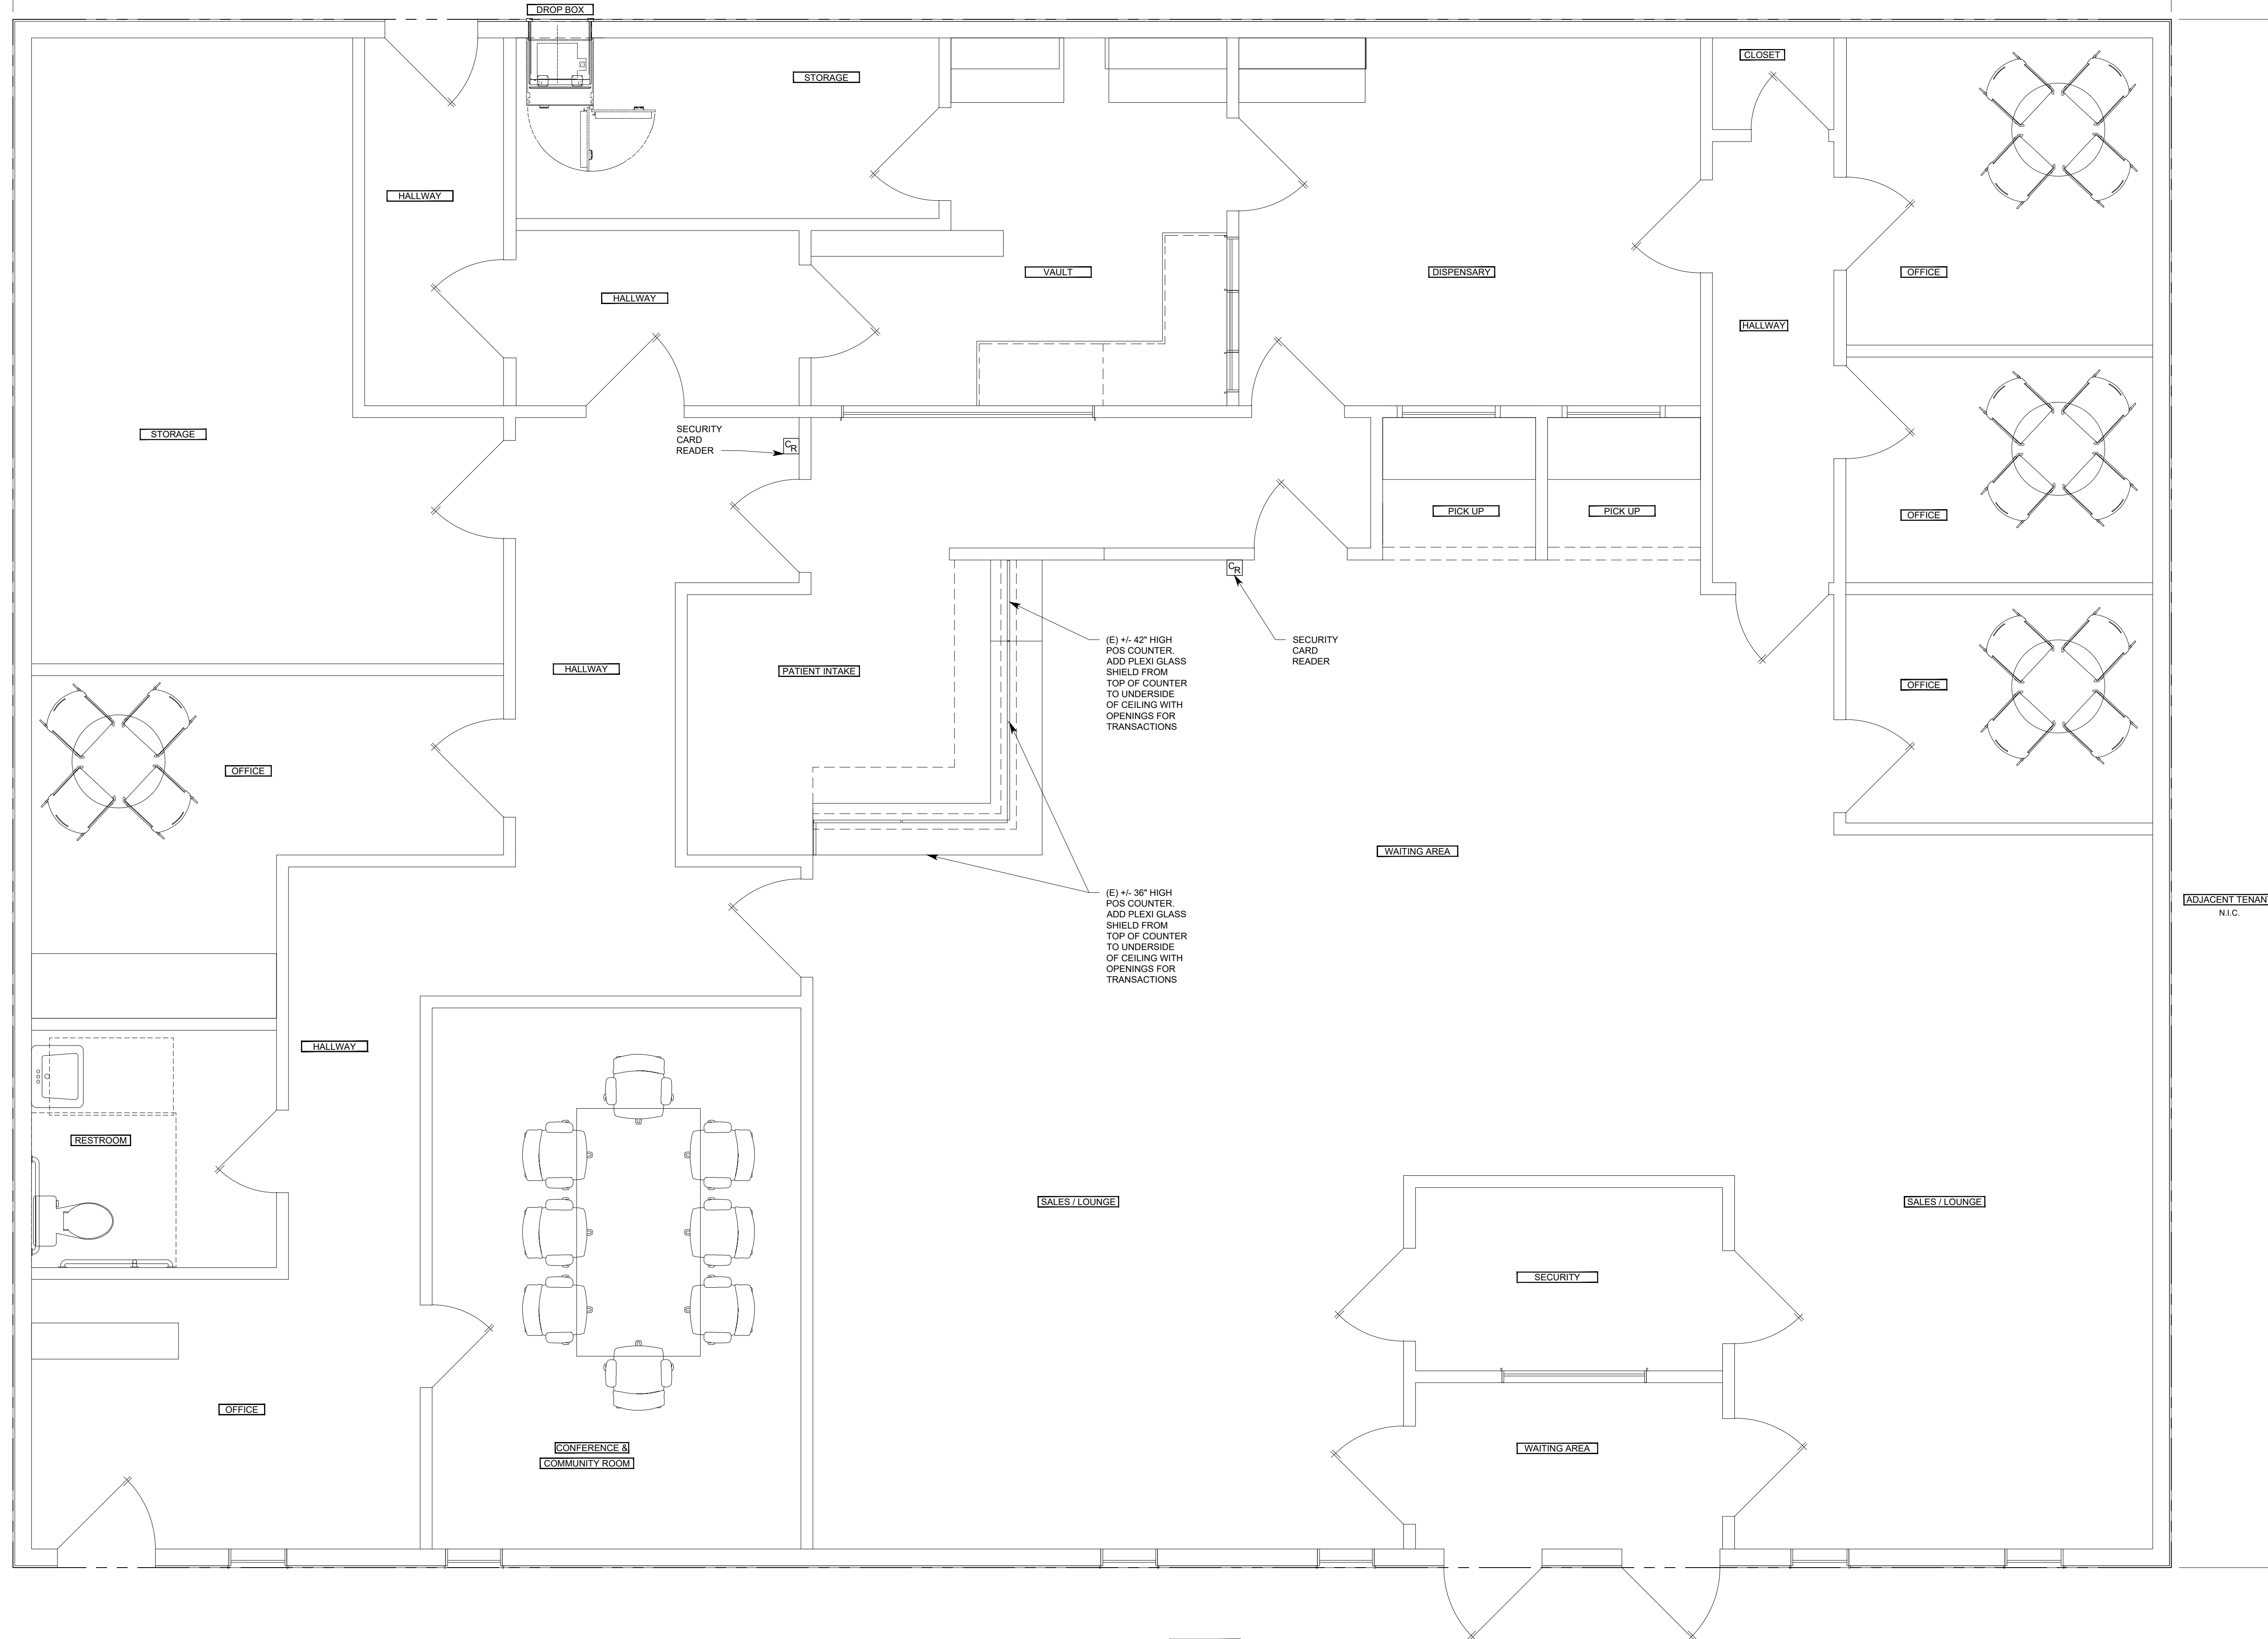 DROP BOX
CLOSET
STORAGE
HALLWAY
VAULT
DISPENSARY
OFFICE
HALLWAY
HALLWAY
STORAGE
SECURITY
CARD
READER
CR
PICK UP
PICK UP
OFFICE
CR
(E) +/- 42" HIGH
POS COUNTER.
ADD PLEXI GLASS
SHIELD FROM
TOP OF COUNTER
TO UNDERSIDE
OF CEILING WITH
OPENINGS FOR
TRANSACTIONS
SECURITY
CARD
READER
HALLWAY
PATIENT INTAKE
OFFICE
OFFICE
WAITING AREA
(E) +/- 36" HIGH
POS COUNTER.
ADD PLEXI GLASS
SHIELD FROM
TOP OF COUNTER
TO UNDERSIDE
OF CEILING WITH
OPENINGS FOR
TRANSACTIONS
ADJACENT TENAN
N.I.C.
HALLWAY
RESTROOM
SALES / LOUNGE
SALES / LOUNGE
SECURITY
OFFICE
CONFERENCE &
COMMUNITY ROOM
WAITING AREA